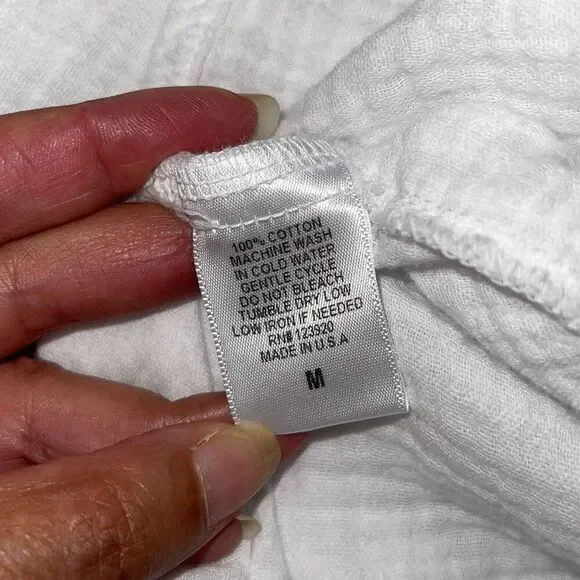 100% COTTON
MACHINE WASH
IN COLD WATER
GENTLE CYCLE
DO NOT BLEACH
TUMBLE DRY LOW
LOW IRON IF NEEDED
RN# 123520
MADE IN U.S.A
M